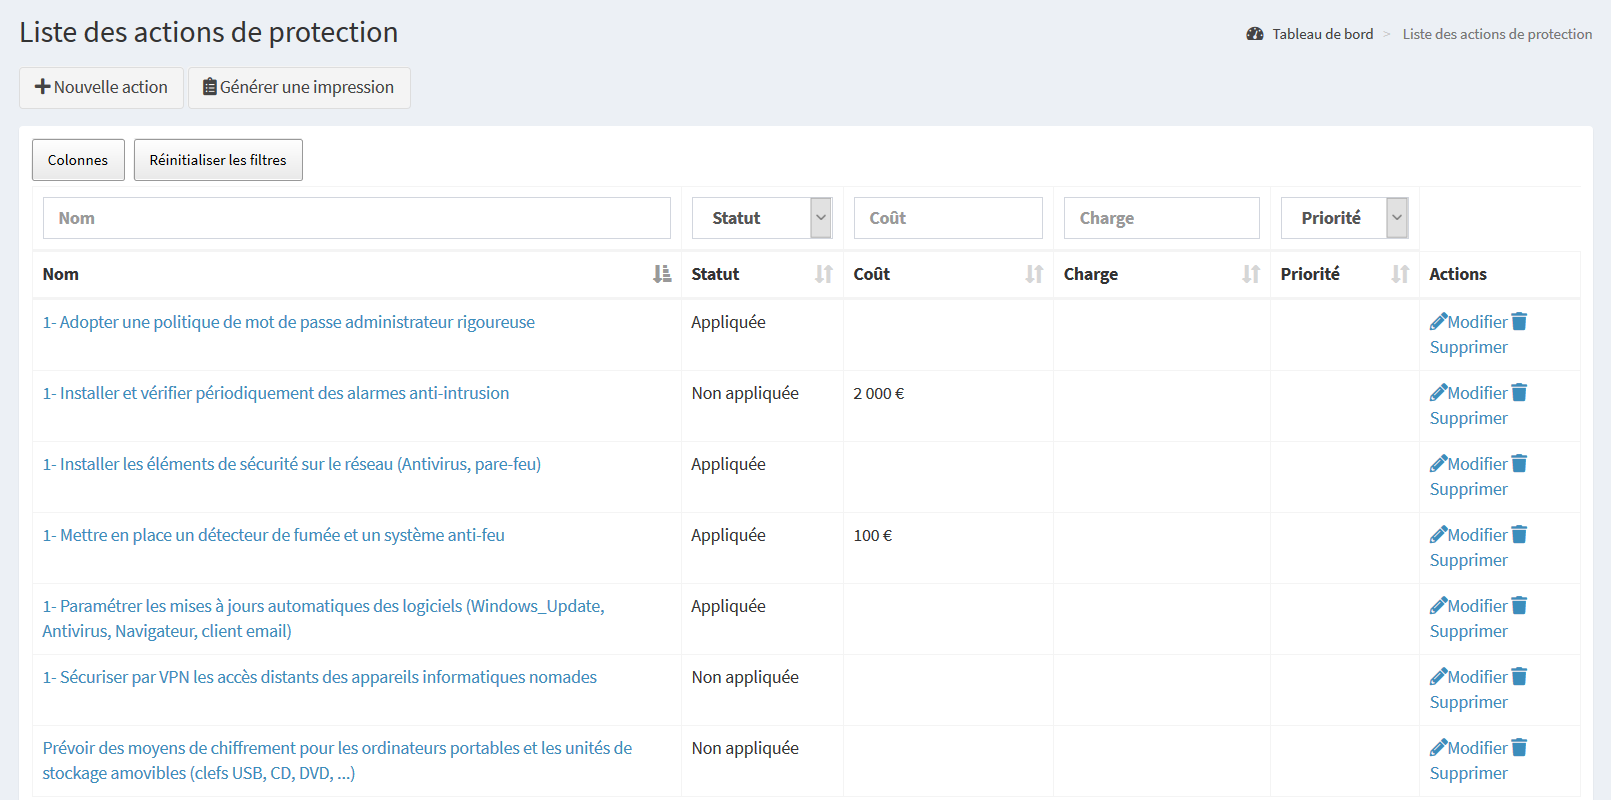 Liste des actions de protection
Tableau de bord > Liste des actions de protection
Nouvelle action Générer une impression
Colonnes Réinitialiser les filtres
Nom Statut Coût Charge Priorité
Nom Statut Coût Charge Priorité Actions
1- Adopter une politique de mot de passe administrateur rigoureuse Appliquée Modifier
Supprimer
1- Installer et vérifier périodiquement des alarmes anti-intrusion Non appliquée 2 000 € Modifier
Supprimer
1- Installer les éléments de sécurité sur le réseau (Antivirus, pare-feu) Appliquée Modifier
Supprimer
1- Mettre en place un détecteur de fumée et un système anti-feu Appliquée 100 € Modifier
Supprimer
1- Paramétrer les mises à jours automatiques des logiciels (Windows_Update, Appliquée Modifier
Antivirus, Navigateur, client email) Supprimer
1- Sécuriser par VPN les accès distants des appareils informatiques nomades Non appliquée Modifier
Supprimer
Prévoir des moyens de chiffrement pour les ordinateurs portables et les unités de Non appliquée Modifier
stockage amovibles (clefs USB, CD, DVD, ...) Supprimer